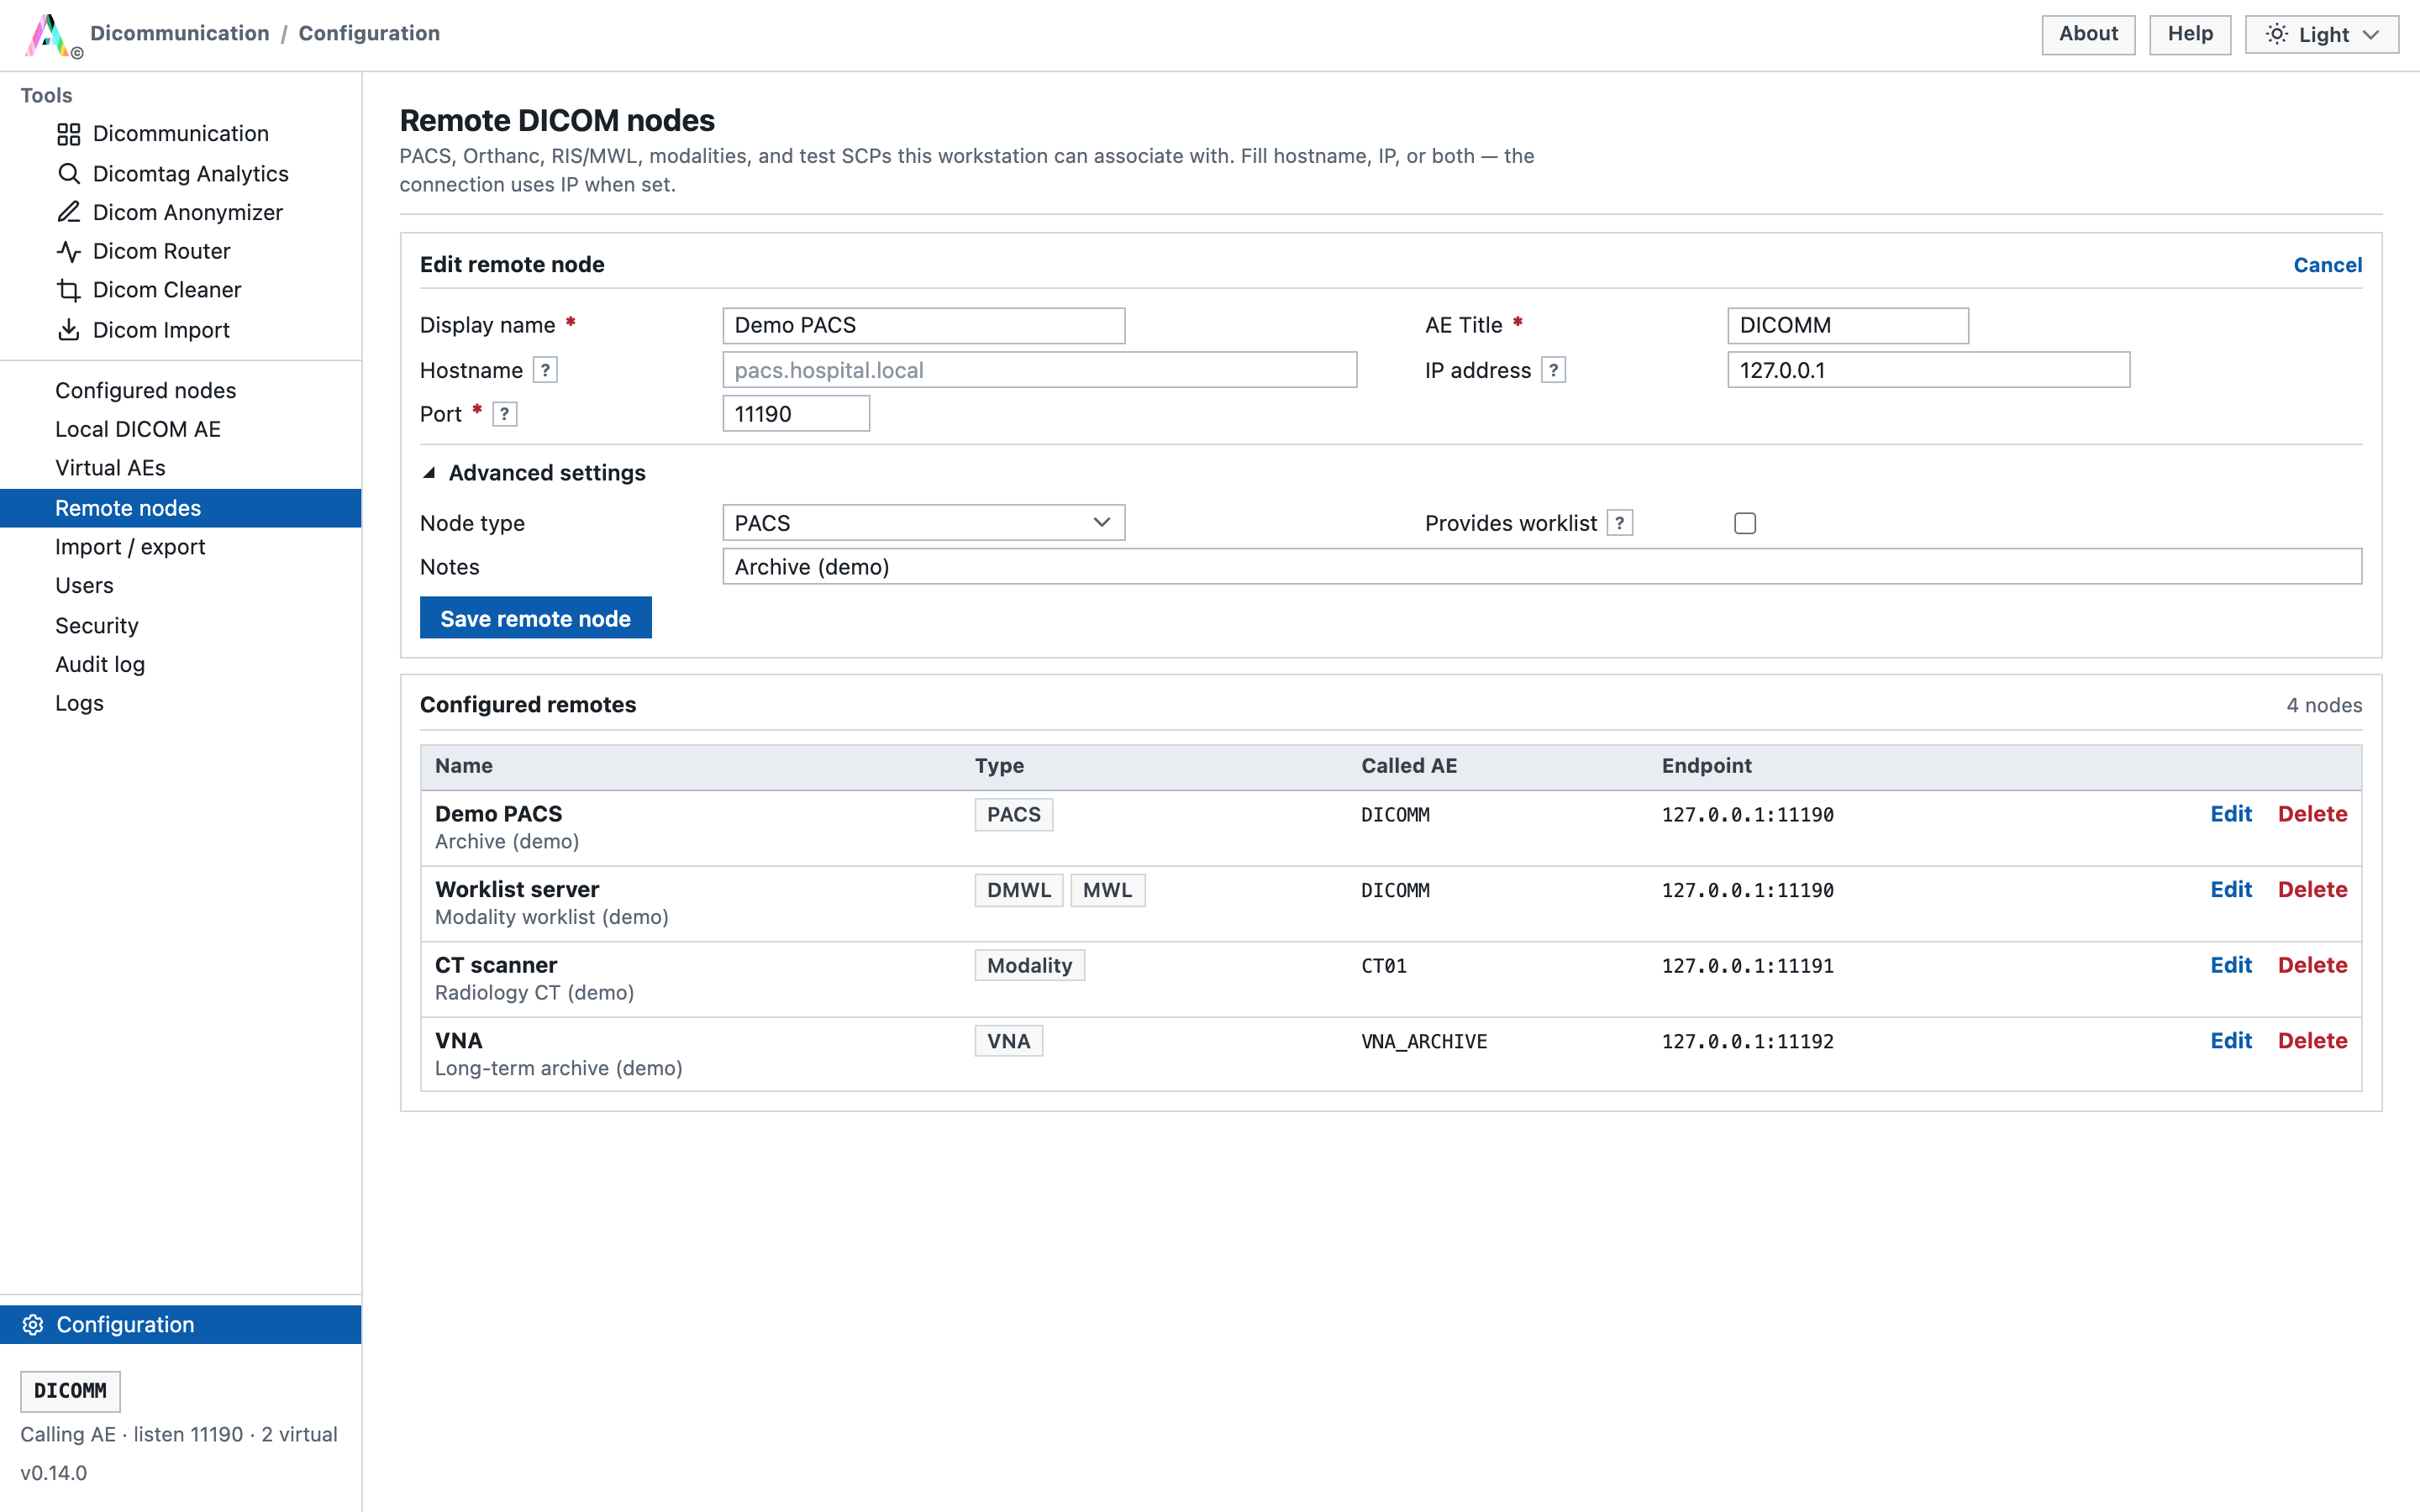 Dicommunication / Configuration
About
Help
Light
Tools
Dicommunication
Dicomtag Analytics
Dicom Anonymizer
Dicom Router
Dicom Cleaner
Dicom Import
Configured nodes
Local DICOM AE
Virtual AEs
Remote nodes
Import / export
Users
Security
Audit log
Logs
Configuration
DICOMM
Calling AE · listen 11190 · 2 virtual
v0.14.0
Remote DICOM nodes
PACS, Orthanc, RIS/MWL, modalities, and test SCPs this workstation can associate with. Fill hostname, IP, or both — the
connection uses IP when set.
Edit remote node
Cancel
Display name * Demo PACS
AE Title * DICOMM
Hostname ? pacs.hospital.local
IP address ? 127.0.0.1
Port * ? 11190
Advanced settings
Node type PACS
Provides worklist ?
Notes Archive (demo)
Save remote node
Configured remotes
4 nodes
Name Type Called AE Endpoint
Demo PACS PACS DICOMM 127.0.0.1:11190 Edit Delete
Archive (demo)
Worklist server DMWL MWL DICOMM 127.0.0.1:11190 Edit Delete
Modality worklist (demo)
CT scanner Modality CT01 127.0.0.1:11191 Edit Delete
Radiology CT (demo)
VNA VNA VNA_ARCHIVE 127.0.0.1:11192 Edit Delete
Long-term archive (demo)